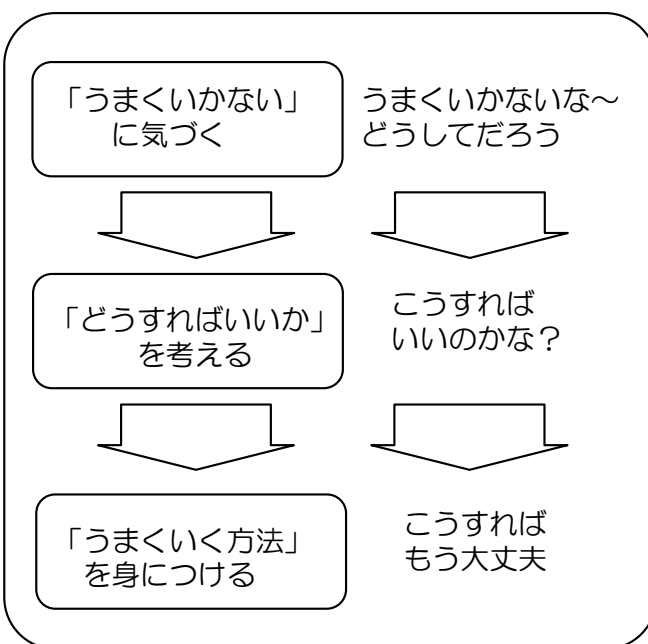 「うまくいかない」
に気づく
うまくいかないな～
どうしてだろう
「どうすればいいか」
を考える
こうすれば
いいのかな？
「うまくいく方法」
を身につける
こうすれば
もう大丈夫